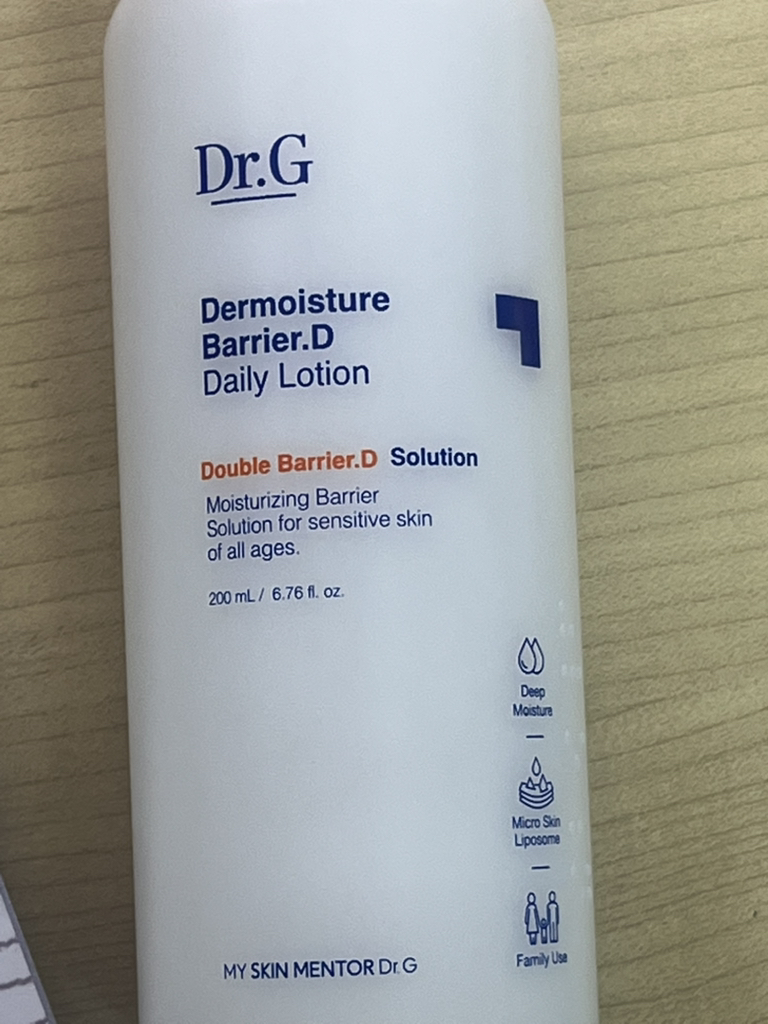 Dr.G
Dermoisture
Barrier.D
Daily Lotion
Double Barrier.D Solution
Moisturizing Barrier
Solution for sensitive skin
of all ages.
200 mL / 6.76 fl. oz.
Deep
Moisture
Micro Skin
Liposome
Family Use
MY SKIN MENTOR Dr.G